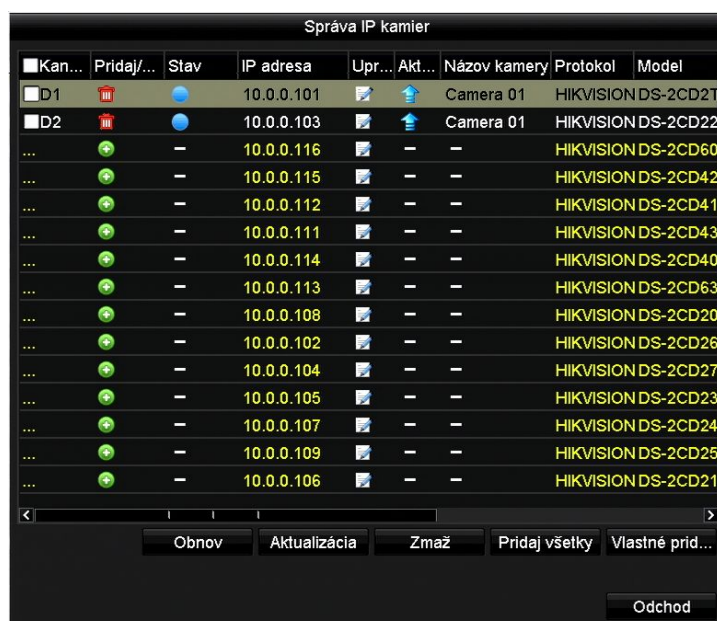 Správa IP kamier
Kan... Pridaj/... Stav IP adresa Upr... Akt... Názov kamery Protokol Model
D1 10.0.0.101 Camera 01 HIKVISION DS-2CD2T
D2 10.0.0.103 Camera 01 HIKVISION DS-2CD22
... – 10.0.0.116 – – HIKVISION DS-2CD60
... – 10.0.0.115 – – HIKVISION DS-2CD42
... – 10.0.0.112 – – HIKVISION DS-2CD41
... – 10.0.0.111 – – HIKVISION DS-2CD43
... – 10.0.0.114 – – HIKVISION DS-2CD40
... – 10.0.0.113 – – HIKVISION DS-2CD63
... – 10.0.0.108 – – HIKVISION DS-2CD20
... – 10.0.0.102 – – HIKVISION DS-2CD26
... – 10.0.0.104 – – HIKVISION DS-2CD27
... – 10.0.0.105 – – HIKVISION DS-2CD23
... – 10.0.0.107 – – HIKVISION DS-2CD24
... – 10.0.0.109 – – HIKVISION DS-2CD25
... – 10.0.0.106 – – HIKVISION DS-2CD21
Obnov Aktualizácia Zmaž Pridaj všetky Vlastné prid...
Odchod